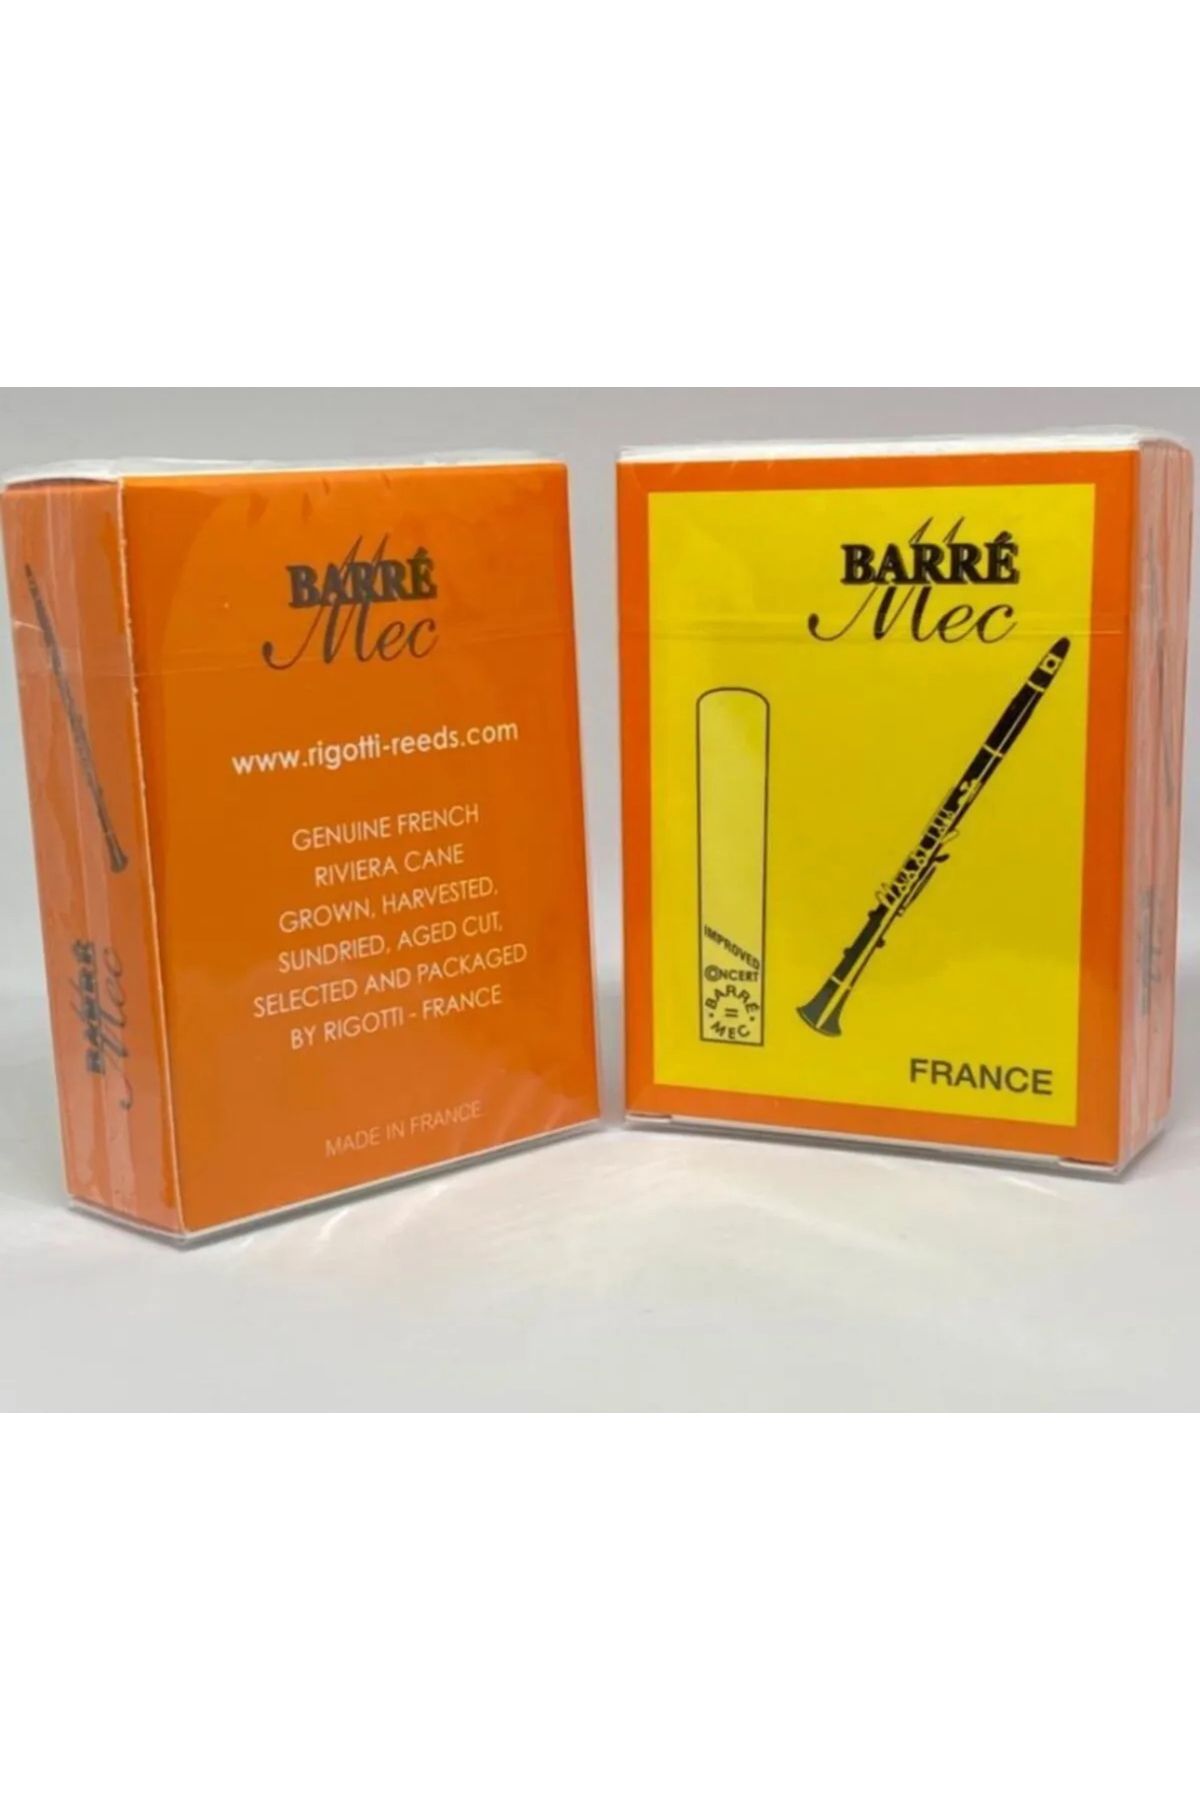 BARRÉ
Mec
www.rigotti-reeds.com
GENUINE FRENCH
RIVIERA CANE
GROWN, HARVESTED,
SUNDRIED, AGED CUT,
SELECTED AND PACKAGED
BY RIGOTTI - FRANCE
MADE IN FRANCE
BARRÉ
Mec
BARRÉ
Mec
IMPROVED
CONCERT
BARRÉ
=
MEC
FRANCE